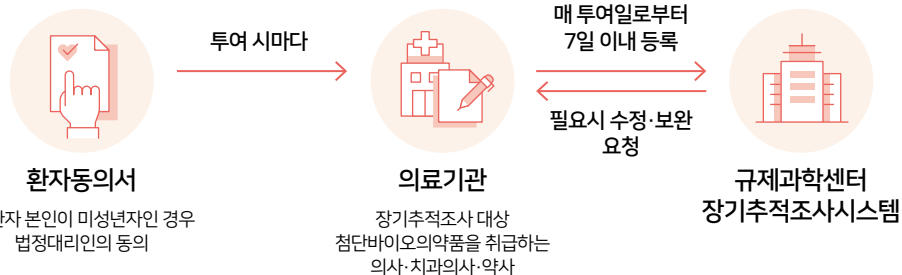 투여 시마다
매 투여일로부터
7일 이내 등록
필요시 수정·보완
요청
환자동의서
본인이 미성년자인 경우
법정대리인의 동의
의료기관
장기추적조사 대상
첨단바이오의약품을 취급하는
의사·치과의사·약사
규제과학센터
장기추적조사시스템